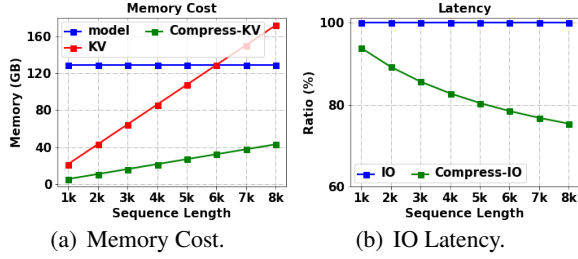 Memory Cost
model
KV
Compress-KV
Memory (GB)
160
130
80
40
0
1k 2k 3k 4k 5k 6k 7k 8k
Sequence Length
(a) Memory Cost.
Latency
Ratio (%)
100
80
60
IO
Compress-IO
1k 2k 3k 4k 5k 6k 7k 8k
Sequence Length
(b) IO Latency.